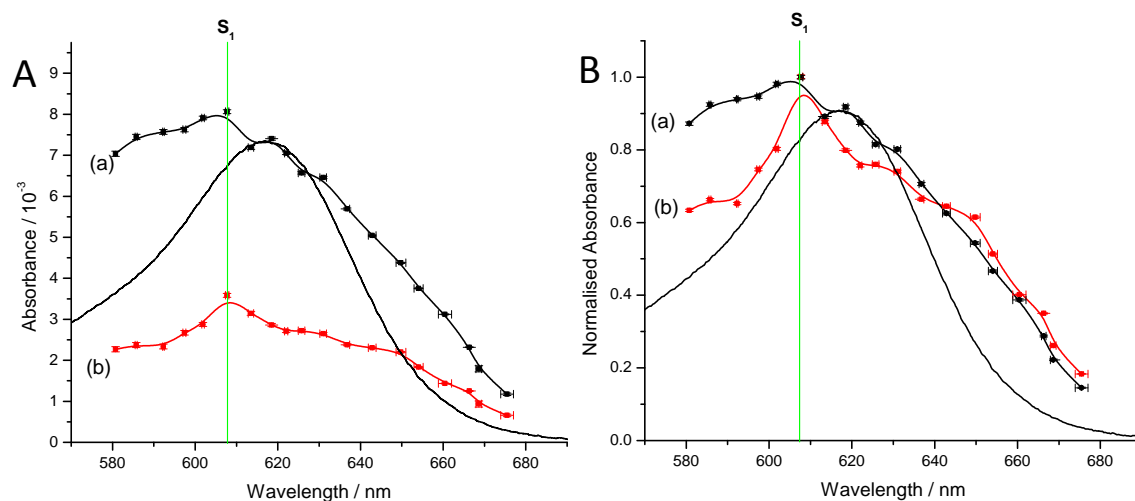 A
S1
9
8
7
6
5
4
3
2
1
0
Absorbance / 10-3
(a)
(b)
580 600 620 640 660 680
Wavelength / nm
B
S1
1.0
0.8
0.6
0.4
0.2
0.0
Normalised Absorbance
(a)
(b)
580 600 620 640 660 680
Wavelength / nm